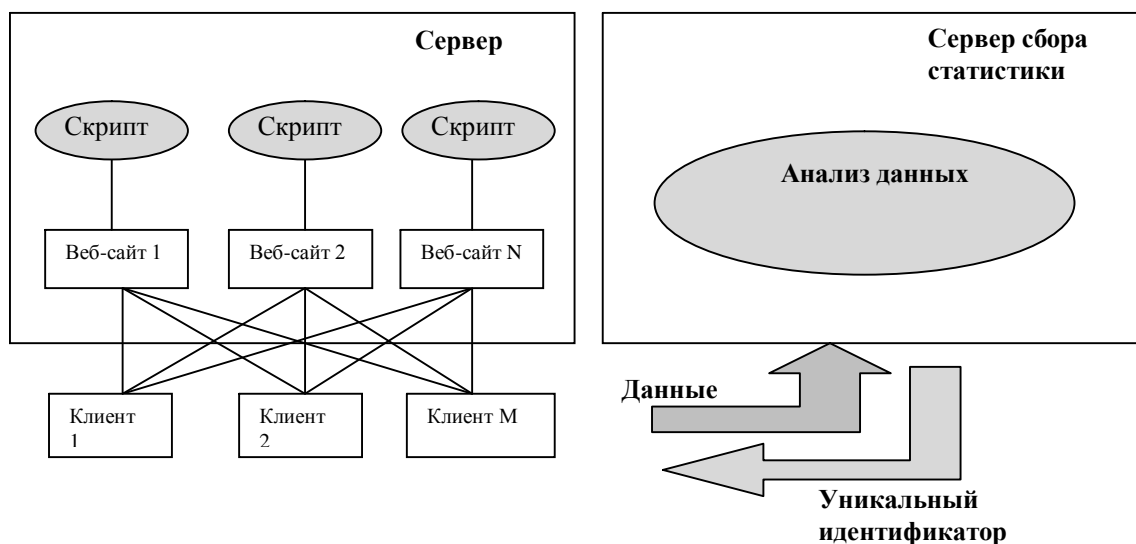 Сервер
Скрипт
Скрипт
Скрипт
Веб-сайт 1
Веб-сайт 2
Веб-сайт N
Клиент
1
Клиент
2
Клиент M
Сервер сбора
статистики
Анализ данных
Данные
Уникальный
идентификатор